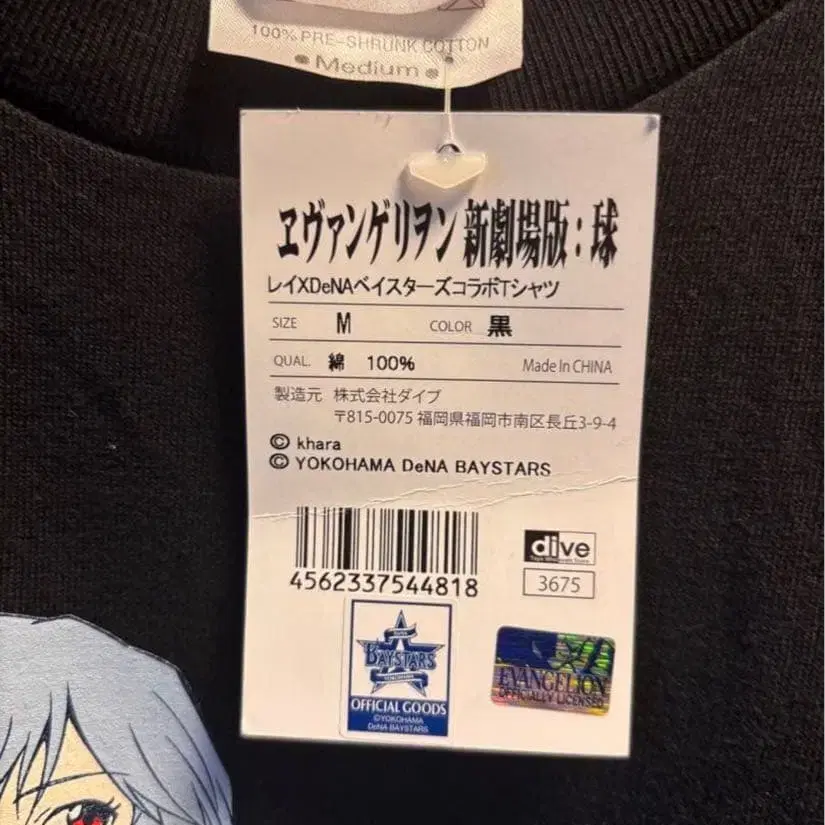 100% PRE-SHRUNK COTTON
• Medium •
ヱヴァンゲリヲン 新劇場版：球
レイXDeNAベイスターズコラボTシャツ
SIZE M COLOR 黒
QUAL. 綿 100% Made In CHINA
製造元 株式会社ダイブ
〒815-0075 福岡県福岡市南区長丘3-9-4
© khara
© YOKOHAMA DeNA BAYSTARS
4562337544818
dive
3675
DeNA
BAYSTARS
YOKOHAMA
OFFICIAL GOODS
©YOKOHAMA
DeNA BAYSTARS
EVANGELION
OFFICIALLY LICENSED